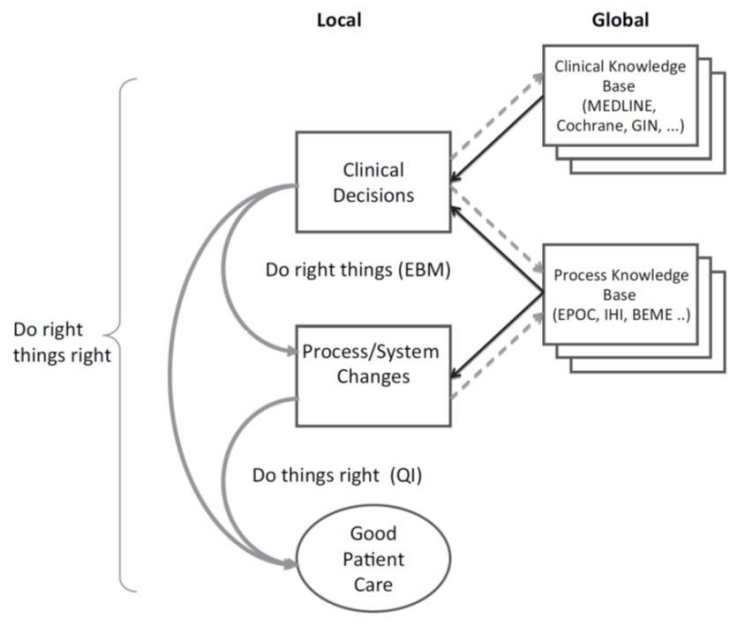 Local
Global
Clinical Knowledge
Base
(MEDLINE,
Cochrane, GIN, ...)
Clinical
Decisions
Do right things (EBM)
Process Knowledge
Base
(EPOC, IHI, BEME ..)
Do right
things right
Process/System
Changes
Do things right (QI)
Good
Patient
Care